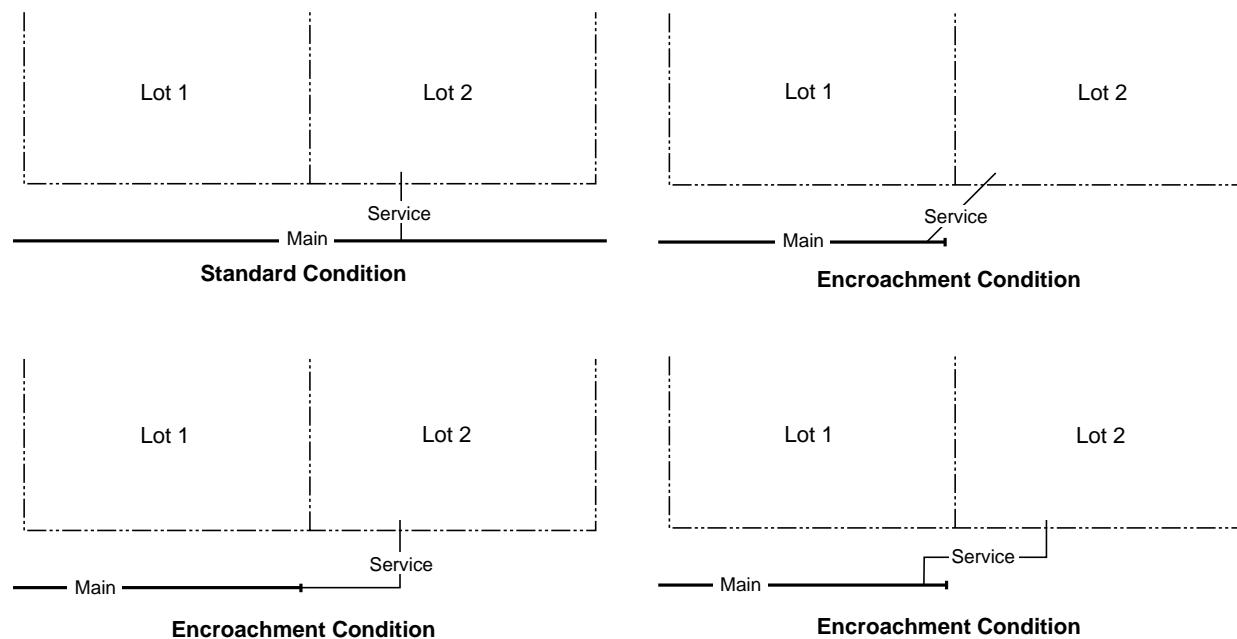 Lot 1
Lot 2
Service
Main
Standard Condition
Lot 1
Lot 2
Service
Main
Encroachment Condition
Lot 1
Lot 2
Service
Main
Encroachment Condition
Lot 1
Lot 2
Service
Main
Encroachment Condition